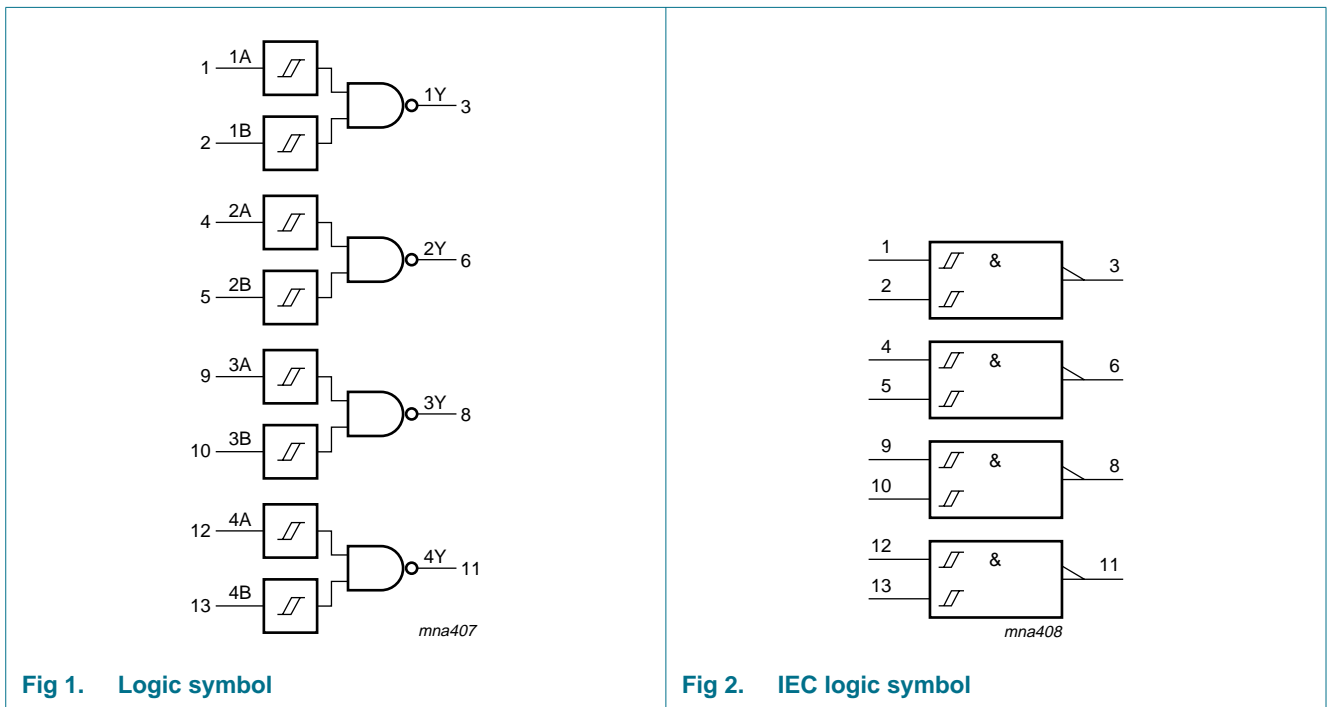 1 1A
1Y 3
2 1B
4 2A
2Y 6
5 2B
9 3A
3Y 8
10 3B
12 4A
4Y 11
13 4B
mna407
Fig 1. Logic symbol
1 & 3
2
4 & 6
5
9 & 8
10
12 & 11
13
mna408
Fig 2. IEC logic symbol